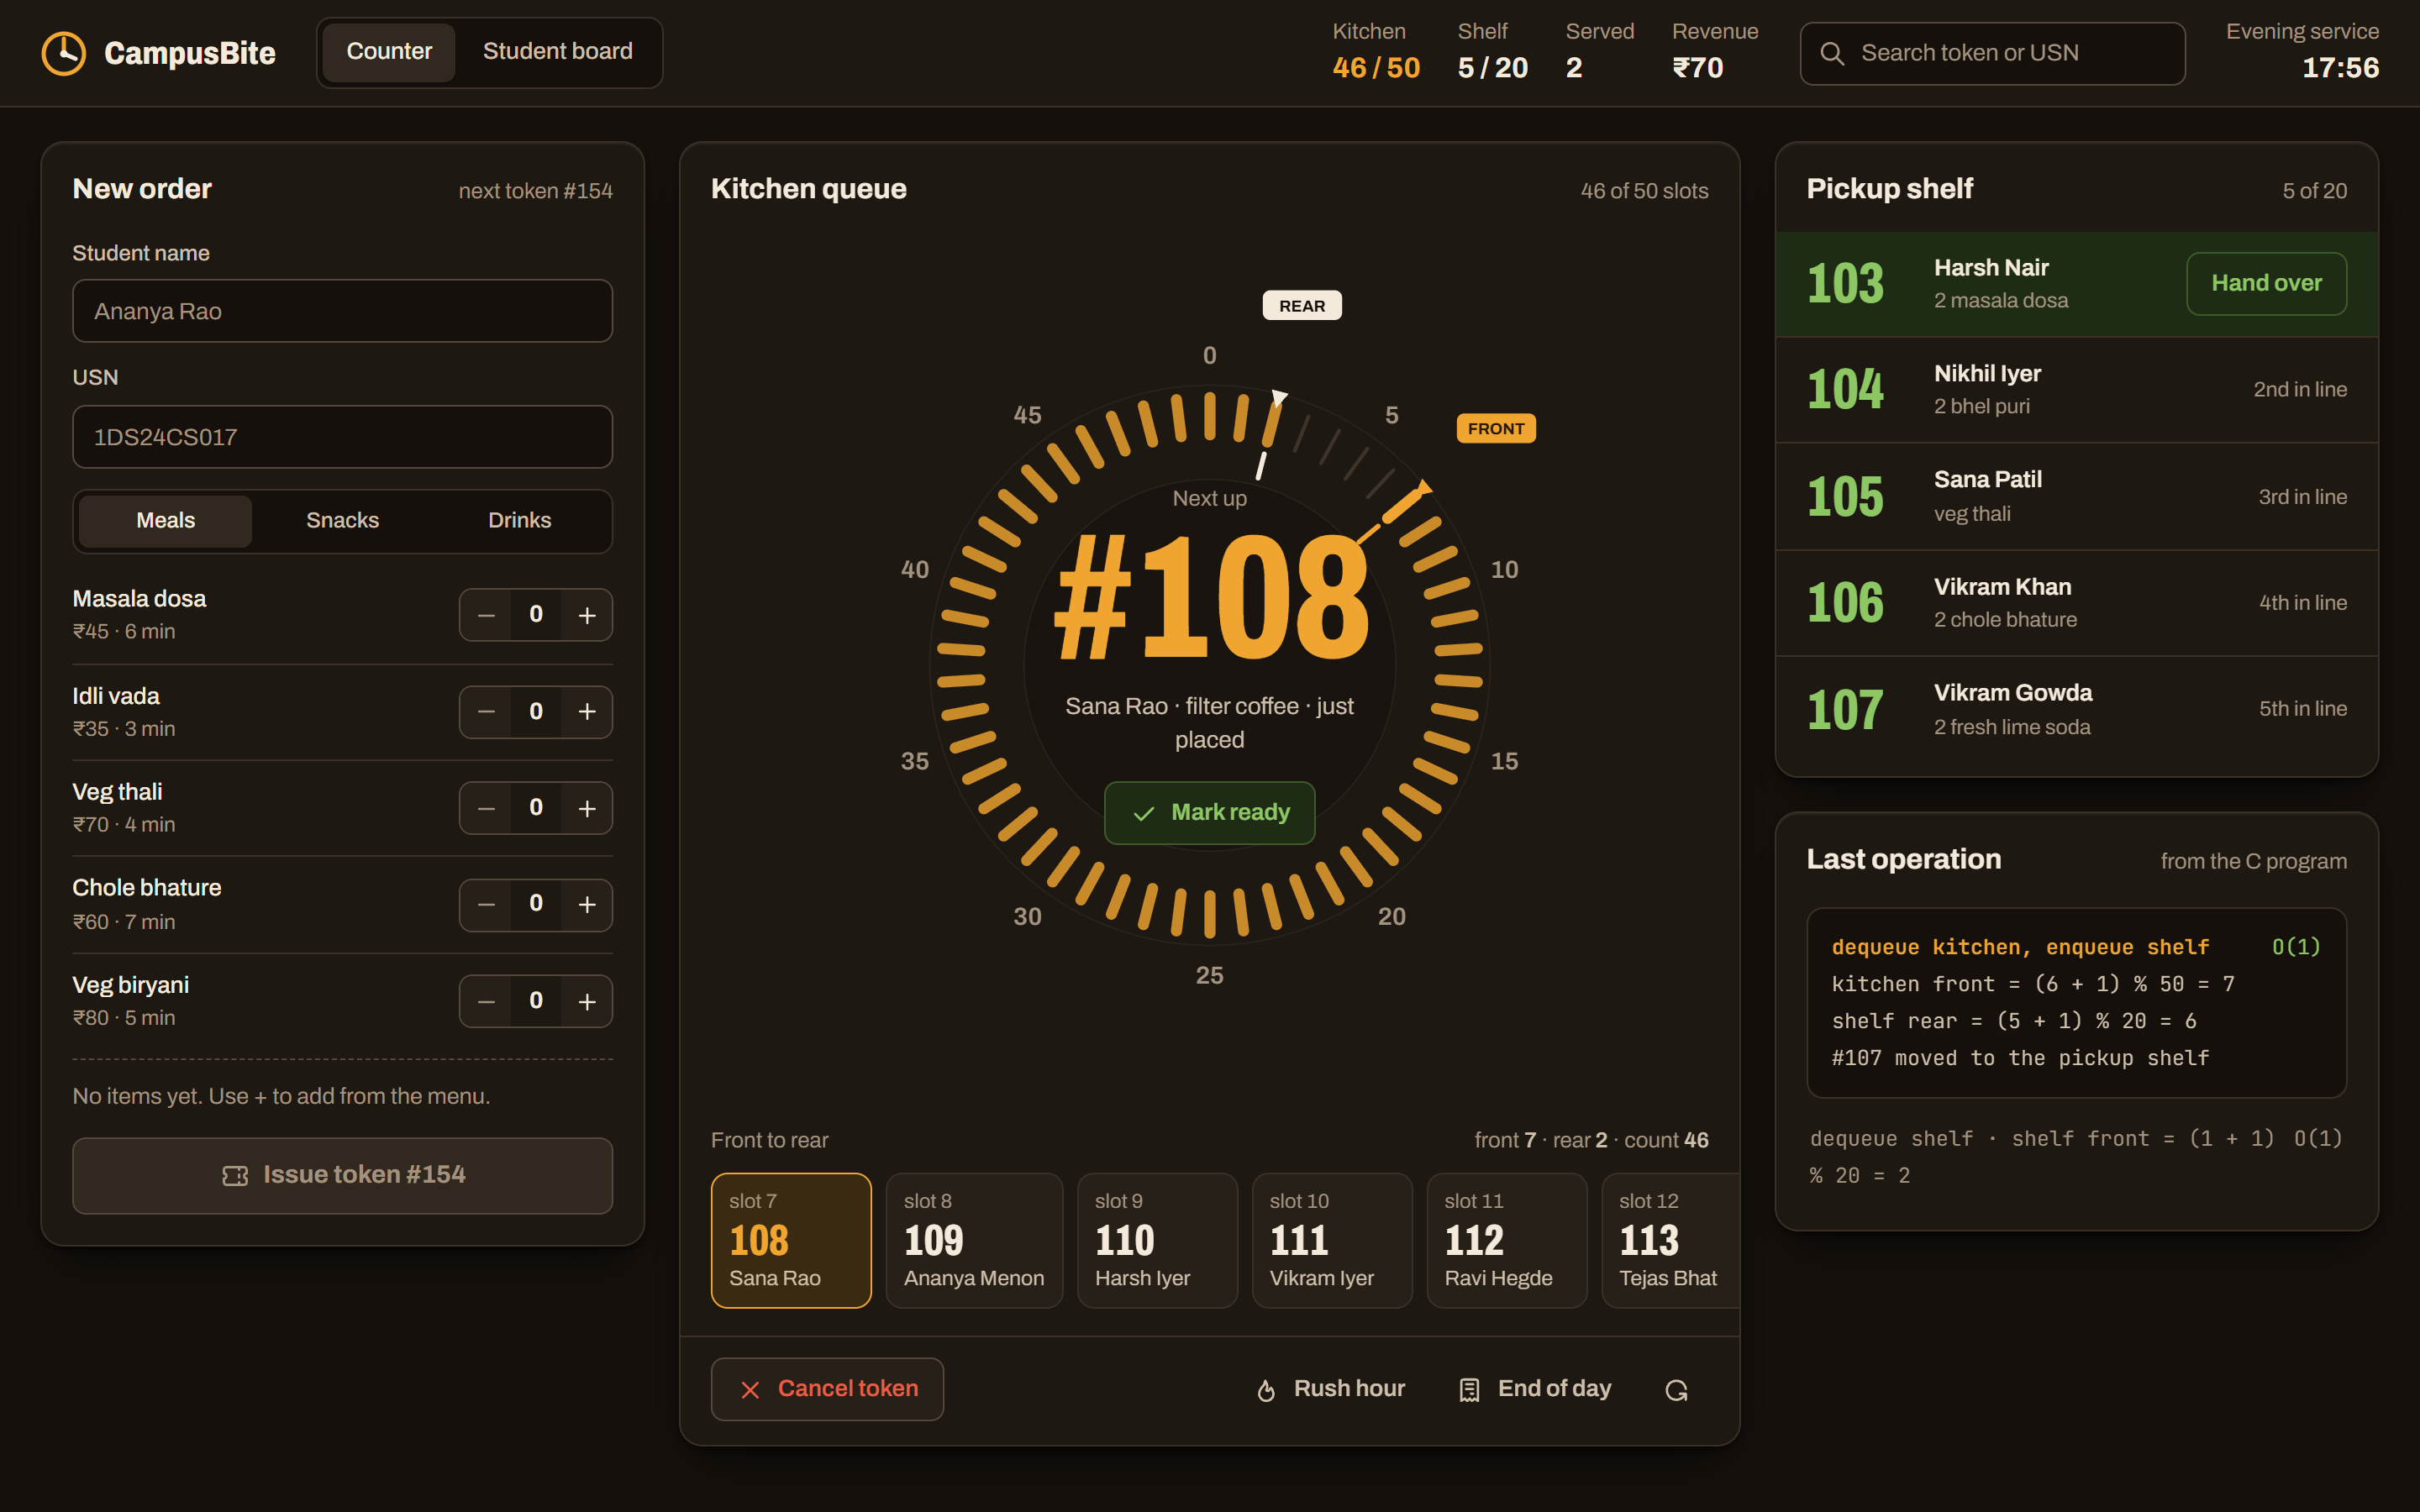 CampusBite
Counter
Student board
Kitchen
46 / 50
Shelf
5 / 20
Served
2
Revenue
₹70
Search token or USN
Evening service
17:56
New order
next token #154
Student name
Ananya Rao
USN
1DS24CS017
Meals
Snacks
Drinks
Masala dosa
₹45 · 6 min
− 0 +
Idli vada
₹35 · 3 min
− 0 +
Veg thali
₹70 · 4 min
− 0 +
Chole bhature
₹60 · 7 min
− 0 +
Veg biryani
₹80 · 5 min
− 0 +
No items yet. Use + to add from the menu.
Issue token #154
Kitchen queue
46 of 50 slots
REAR
FRONT
0
5
10
15
20
25
30
35
40
45
Next up
#108
Sana Rao · filter coffee · just
placed
Mark ready
Front to rear
front 7 · rear 2 · count 46
slot 7
108
Sana Rao
slot 8
109
Ananya Menon
slot 9
110
Harsh Iyer
slot 10
111
Vikram Iyer
slot 11
112
Ravi Hegde
slot 12
113
Tejas Bhat
Cancel token
Rush hour
End of day
Pickup shelf
5 of 20
103
Harsh Nair
2 masala dosa
Hand over
104
Nikhil Iyer
2 bhel puri
2nd in line
105
Sana Patil
veg thali
3rd in line
106
Vikram Khan
2 chole bhature
4th in line
107
Vikram Gowda
2 fresh lime soda
5th in line
Last operation
from the C program
dequeue kitchen, enqueue shelf O(1)
kitchen front = (6 + 1) % 50 = 7
shelf rear = (5 + 1) % 20 = 6
#107 moved to the pickup shelf
dequeue shelf · shelf front = (1 + 1) O(1)
% 20 = 2